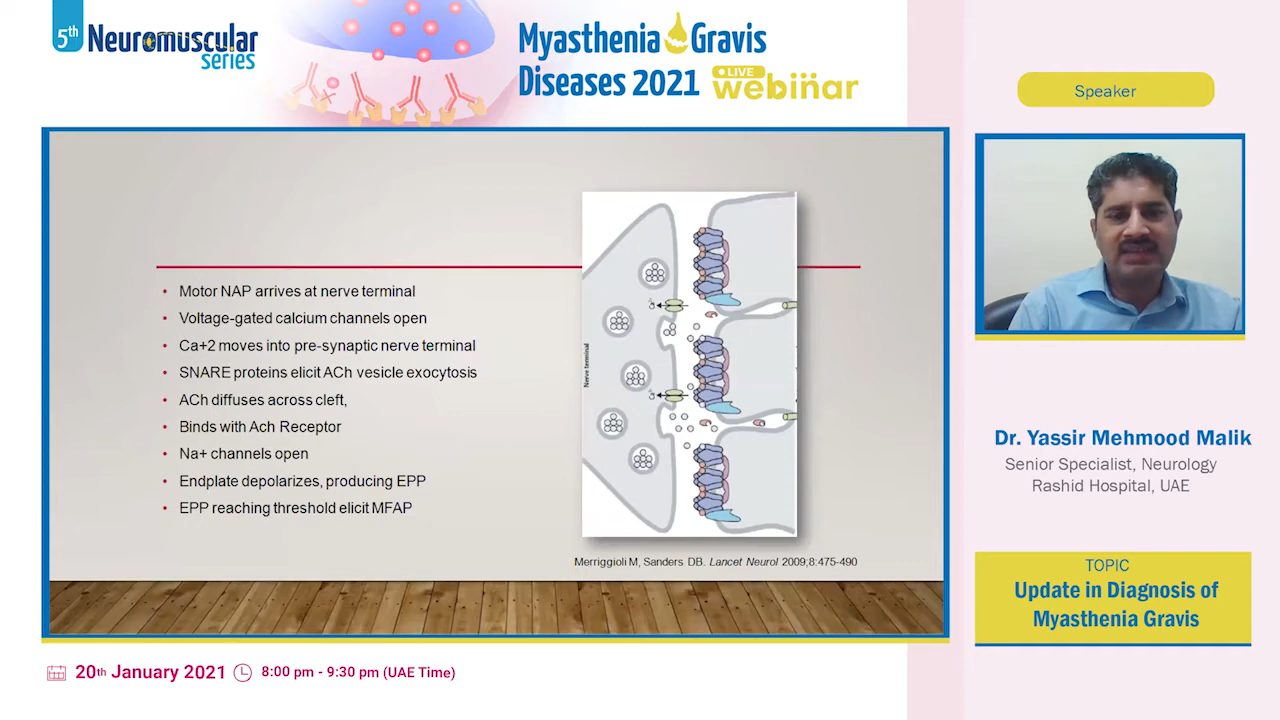 5th Neuromuscular
series
Myasthenia Gravis
Diseases 2021 LIVE webinar
Speaker
• Motor NAP arrives at nerve terminal
• Voltage-gated calcium channels open
• Ca+2 moves into pre-synaptic nerve terminal
• SNARE proteins elicit ACh vesicle exocytosis
• ACh diffuses across cleft,
• Binds with Ach Receptor
• Na+ channels open
• Endplate depolarizes, producing EPP
• EPP reaching threshold elicit MFAP
Nerve terminal
Merriggioli M, Sanders DB. Lancet Neurol 2009;8:475-490
Dr. Yassir Mehmood Malik
Senior Specialist, Neurology
Rashid Hospital, UAE
TOPIC
Update in Diagnosis of
Myasthenia Gravis
20th January 2021 8:00 pm - 9:30 pm (UAE Time)